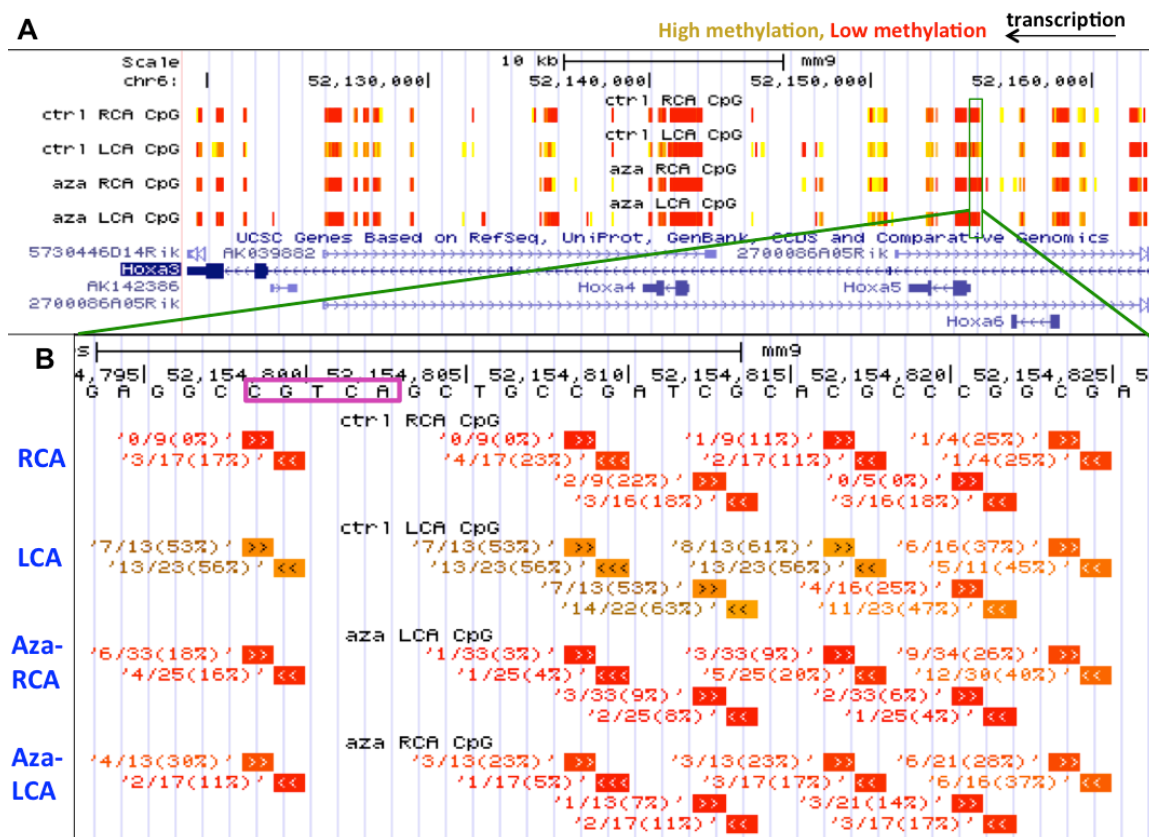 A
High methylation, Low methylation
transcription
Scale 10 kb mm9
chr6: 52,130,000 52,140,000 52,150,000 52,160,000
ctrl RCA CpG
ctrl RCA CpG
ctrl LCA CpG
ctrl LCA CpG
aza RCA CpG
aza RCA CpG
aza LCA CpG
aza LCA CpG
UCSC Genes Based on RefSeq, UniProt, GenBank, CCDS and Comparative Genomics
5730446D14Rik AK039882 2700086A05Rik
Hoxa3
AK142386 Hoxa4 Hoxa5
2700086A05Rik
Hoxa6
B
s mm9
4,795 52,154,800 52,154,805 52,154,810 52,154,815 52,154,820 52,154,825 5
G A G G C C G T C A G C T G C C G A T C G A C G C C C G G C G A
ctrl RCA CpG
RCA
'0/9(0%)' >> '0/9(0%)' >> '1/9(11%)' >> '1/4(25%)' >>
'3/17(17%)' << '4/17(23%)' <<< '2/17(11%)' << '1/4(25%)' <<
'2/9(22%)' >> '0/5(0%)' >>
'3/16(18%)' << '3/16(18%)' <<
ctrl LCA CpG
LCA
'7/13(53%)' >> '7/13(53%)' >> '8/13(61%)' >> '6/16(37%)' >>
'13/23(56%)' << '13/23(56%)' <<< '13/23(56%)' << '5/11(45%)' <<
'7/13(53%)' >> '4/16(25%)' >>
'14/22(63%)' << '11/23(47%)' <<
aza LCA CpG
Aza-
RCA
'6/33(18%)' >> '1/33(3%)' >> '3/33(9%)' >> '9/34(26%)' >>
'4/25(16%)' << '1/25(4%)' <<< '5/25(20%)' << '12/30(40%)' <<
'3/33(9%)' >> '2/33(6%)' >>
'2/25(8%)' << '1/25(4%)' <<
aza RCA CpG
Aza-
LCA
'4/13(30%)' >> '3/13(23%)' >> '3/13(23%)' >> '6/21(28%)' >>
'2/17(11%)' << '1/17(5%)' <<< '3/17(17%)' << '6/16(37%)' <<
'1/13(7%)' >> '3/21(14%)' >>
'2/17(11%)' << '3/17(17%)' <<